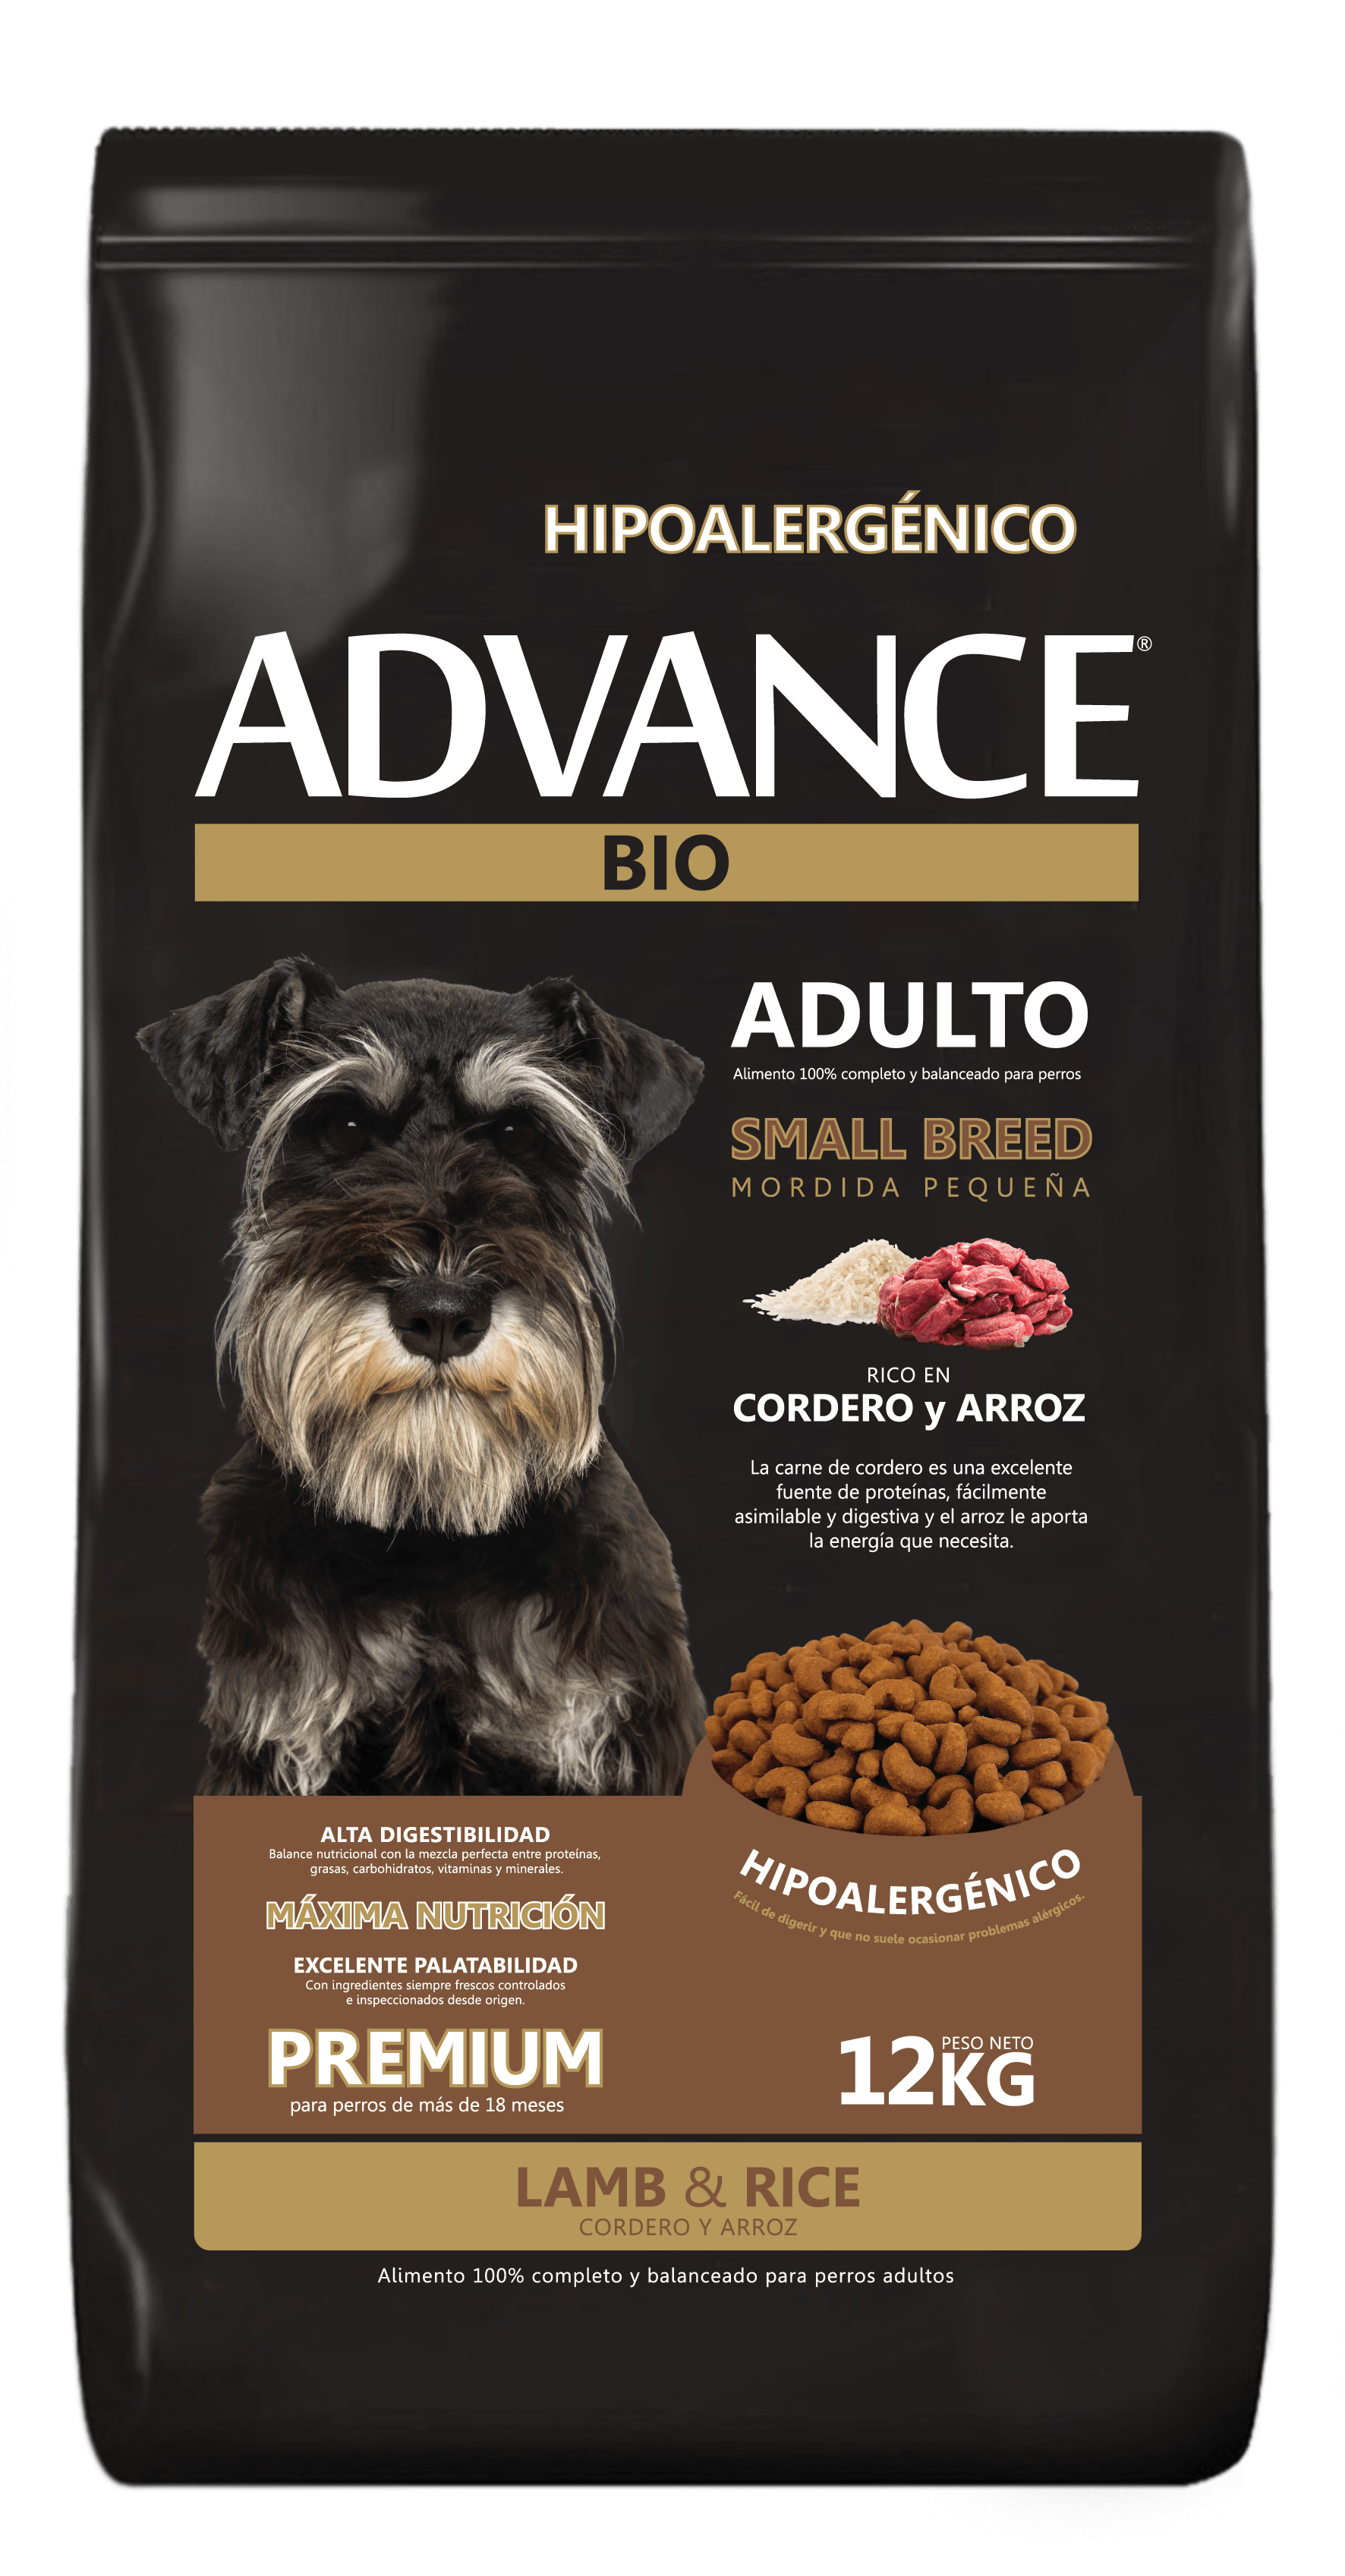 HIPOALERGÉNICO
ADVANCE®
BIO
ADULTO
Alimento 100% completo y balanceado para perros
SMALL BREED
MORDIDA PEQUEÑA
RICO EN
CORDERO y ARROZ
La carne de cordero es una excelente
fuente de proteínas, fácilmente
asimilable y digestiva y el arroz le aporta
la energía que necesita.
ALTA DIGESTIBILIDAD
Balance nutricional con la mezcla perfecta entre proteínas,
grasas, carbohidratos, vitaminas y minerales.
MÁXIMA NUTRICIÓN
EXCELENTE PALATABILIDAD
Con ingredientes siempre frescos controlados
e inspeccionados desde origen.
PREMIUM
para perros de más de 18 meses
HIPOALERGÉNICO
Fácil de digerir y que no suele ocasionar problemas alérgicos.
PESO NETO
12KG
LAMB & RICE
CORDERO Y ARROZ
Alimento 100% completo y balanceado para perros adultos